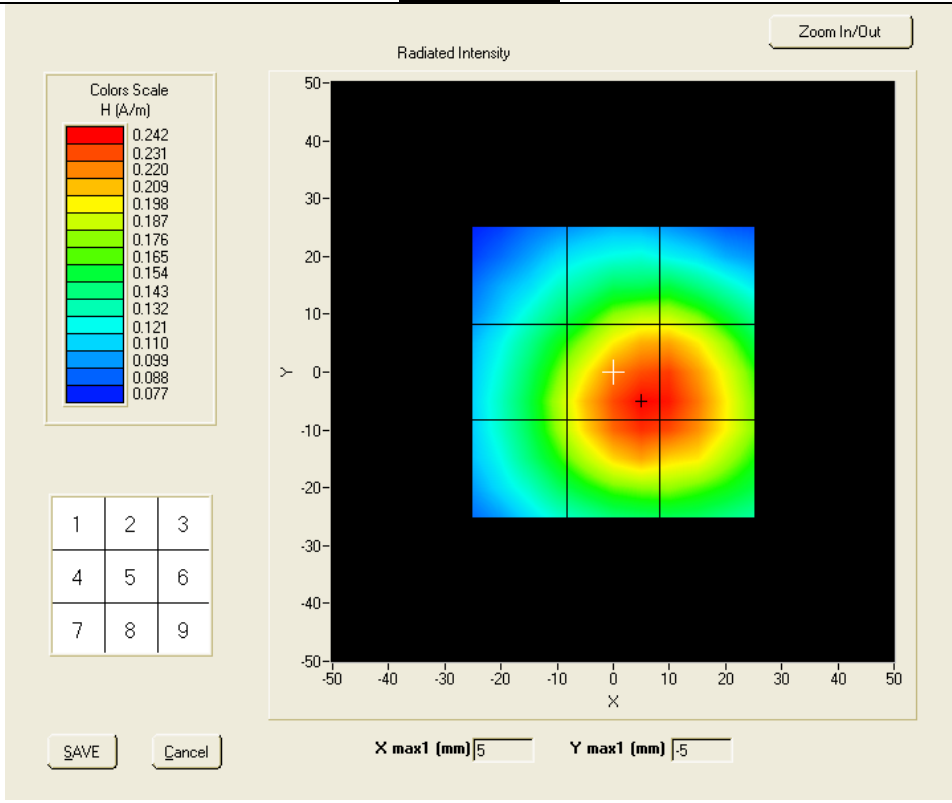 Zoom In/Out
Radiated Intensity
Colors Scale
H (A/m)
0.242
0.231
0.220
0.209
0.198
0.187
0.176
0.165
0.154
0.143
0.132
0.121
0.110
0.099
0.088
0.077
50
40
30
20
10
0
-10
-20
-30
-40
-50
Y
-50 -40 -30 -20 -10 0 10 20 30 40 50
X
1 2 3
4 5 6
7 8 9
SAVE Cancel
X max1 (mm) 5 Y max1 (mm) -5